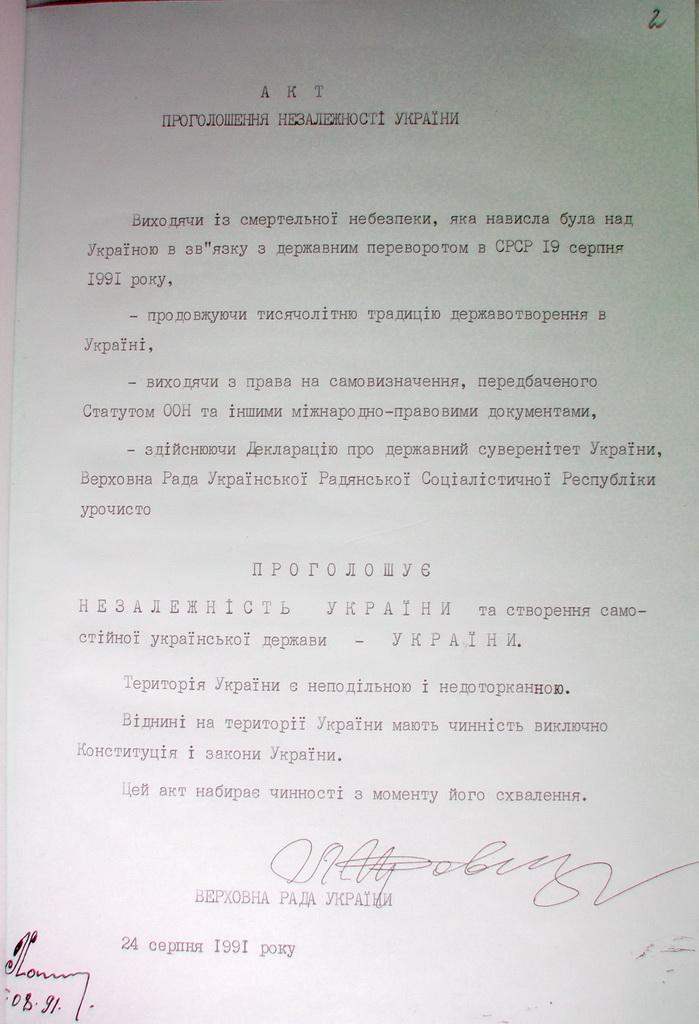 2
А К Т
ПРОГОЛОШЕННЯ НЕЗАЛЕЖНОСТІ УКРАЇНИ
Виходячи із смертельної небезпеки, яка нависла була над
Україною в зв"язку з державним переворотом в СРСР 19 серпня
1991 року,
- продовжуючи тисячолітню традицію державотворення в
Україні,
- виходячи з права на самовизначення, передбаченого
Статутом ООН та іншими міжнародно-правовими документами,
- здійснюючи Декларацію про державний суверенітет України,
Верховна Рада Української Радянської Соціалістичної Республіки
урочисто
П Р О Г О Л О Ш У Є
Н Е З А Л Е Ж Н І С Т Ь У К Р А Ї Н И та створення само-
стійної української держави - У К Р А Ї Н И.
Територія України є неподільною і недоторканною.
Віднині на території України мають чинність виключно
Конституція і закони України.
Цей акт набирає чинності з моменту його схвалення.
ВЕРХОВНА РАДА УКРАЇНИ
24 серпня 1991 року
08.91.